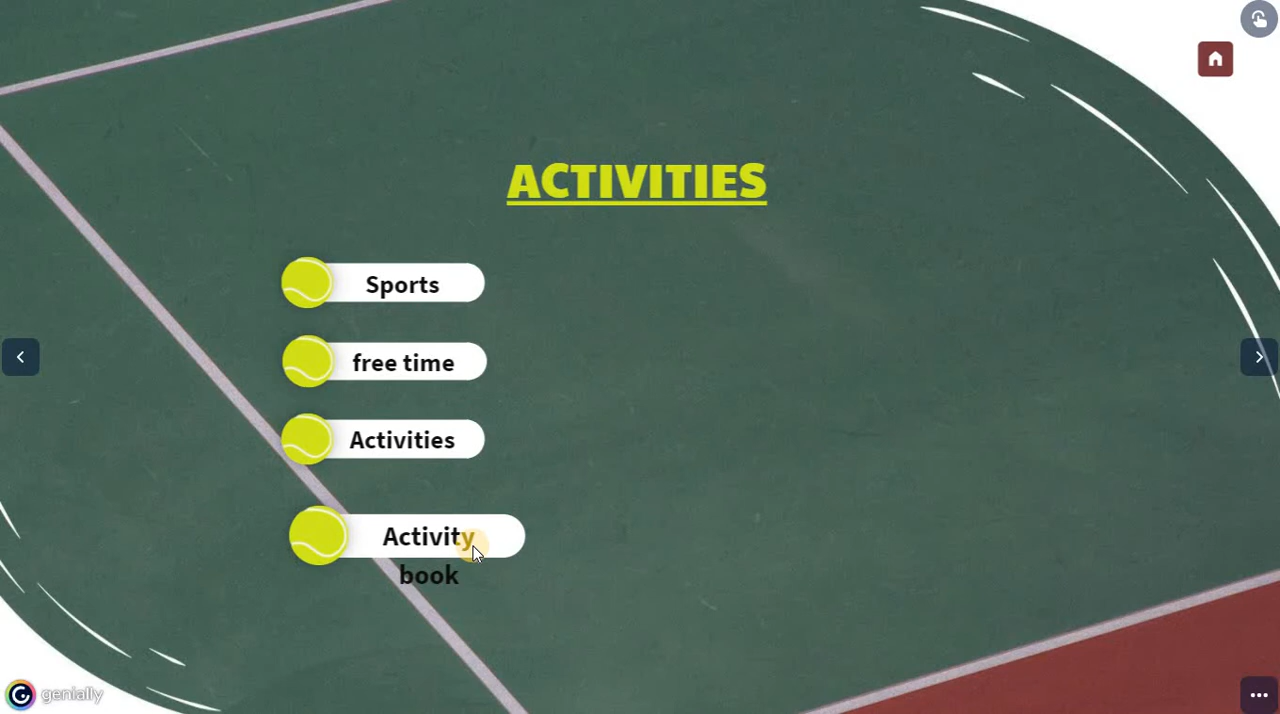 ACTIVITIES
Sports
free time
Activities
Activity
book
genially